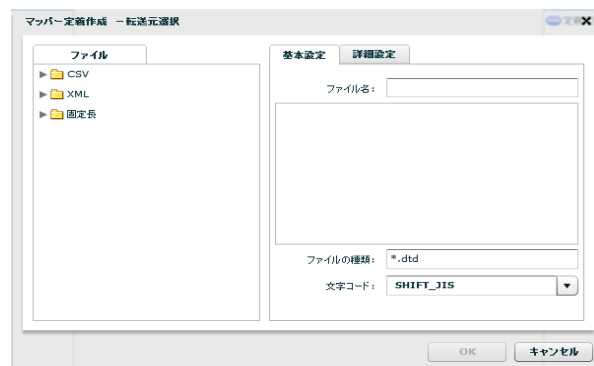 マッパー定義作成 －転送元選択
ファイル
基本設定
詳細設定
CSV
XML
固定長
ファイル名：
ファイルの種類：
*.dtd
文字コード：
SHIFT_JIS
OK
キャンセル